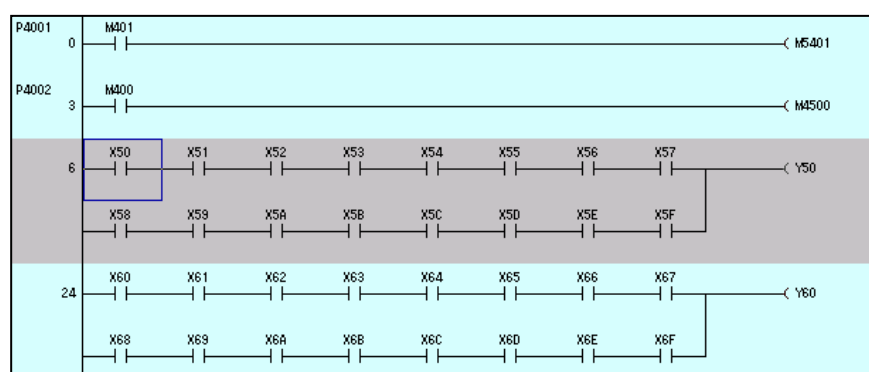 P4001 M401
0 M5401
P4002 M400
3 M4500
X50 X51 X52 X53 X54 X55 X56 X57
6 Y50
X58 X59 X5A X5B X5C X5D X5E X5F
X60 X61 X62 X63 X64 X65 X66 X67
24 Y60
X68 X69 X6A X6B X6C X6D X6E X6F